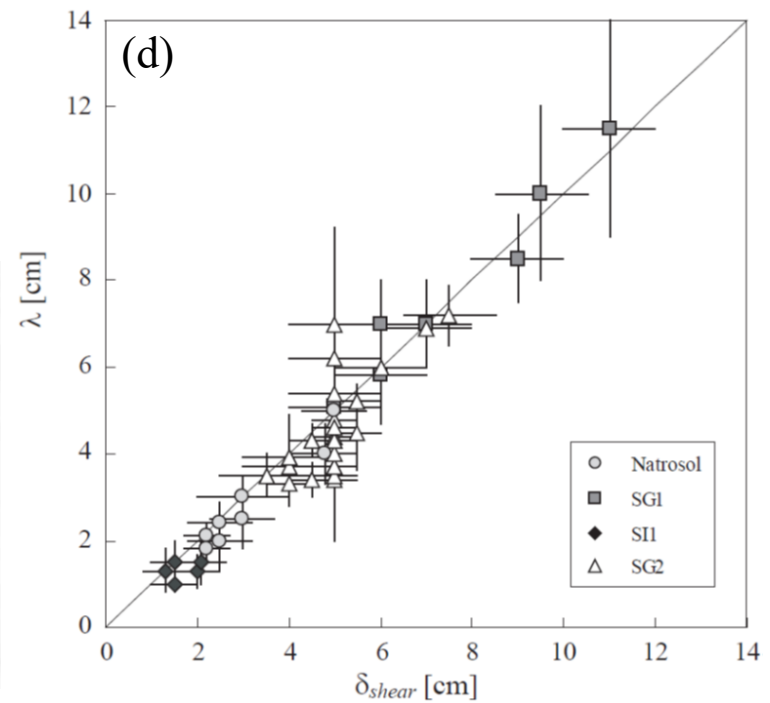 (d)
14
12
10
8
6
4
2
0
λ [cm]
0 2 4 6 8 10 12 14
δshear [cm]
Natrosol
SG1
SI1
SG2